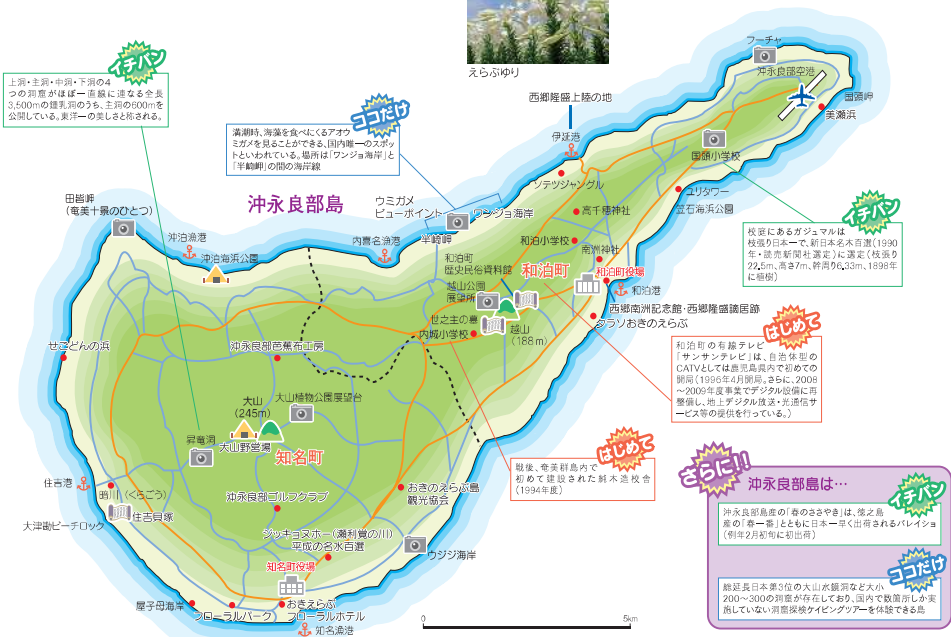 えらぶゆり
イチバン
上洞・主洞・中洞・下洞の4
つの洞窟がほぼ一直線に連なる全長
3,500mの鍾乳洞のうち、主洞の600mを
公開している。東洋一の美しさと称される。
ココだけ
満潮時、海藻を食べにくるアオウ
ミガメを見ることができる、国内唯一のスポッ
トといわれている。場所は「ワンジョ海岸」と
「半崎岬」の間の海岸線
西郷隆盛上陸の地
伊延港
フーチャ
沖永良部空港
国頭岬
美瀬浜
国頭小学校
ソテツジャングル
ユリタワー
笠石海浜公園
田皆岬
(奄美十景のひとつ)
沖永良部島
ウミガメ
ビューポイント
ワンジョ海岸
半崎岬
高千穂神社
沖泊漁港
沖泊海浜公園
内喜名漁港
和泊小学校
南洲神社
和泊町
歴史民俗資料館
和泊町
和泊町役場
和泊港
越山公園
展望所
世之主の墓
内城小学校
越山
(188m)
西郷南洲記念館・西郷隆盛謫居跡
タラソおきのえらぶ
イチバン
校庭にあるガジュマルは
枝張り日本一で、新日本名木百選(1990
年・読売新聞社選定)に選定(枝張り
22.5m、高さ7m、幹周り6.33m、1898年
に植樹)
はじめて
和泊町の有線テレビ
「サンサンテレビ」は、自治体型の
CATVとしては鹿児島県内で初めての
開局(1996年4月開局。さらに、2008
~2009年度事業でデジタル設備に再
整備し、地上デジタル放送・光通信サ
ービス等の提供を行っている。)
せごどんの浜
沖永良部芭蕉布工房
大山
(245m)
大山植物公園展望台
昇竜洞
大山野営場
知名町
はじめて
戦後、奄美群島内で
初めて建設された純木造校舎
(1994年度)
住吉港
暗川(くらごう)
住吉貝塚
大津勘ビーチロック
沖永良部ゴルフクラブ
おきのえらぶ島
観光協会
ジッキョヌホー(瀬利覚の川)
平成の名水百選
ウジジ海岸
知名町役場
屋子母海岸
フローラルパーク
おきえらぶ
フローラルホテル
知名漁港
0
5km
さらに!!
沖永良部島は…
イチバン
沖永良部島産の「春のささやき」は、徳之島
産の「春一番」とともに日本一早く出荷されるバレイショ
(例年2月初旬に初出荷)
ココだけ
総延長日本第3位の大山水鏡洞など大小
200~300の洞窟が存在しており、国内で数箇所しか実
施していない洞窟探検ケイビングツアーを体験できる島